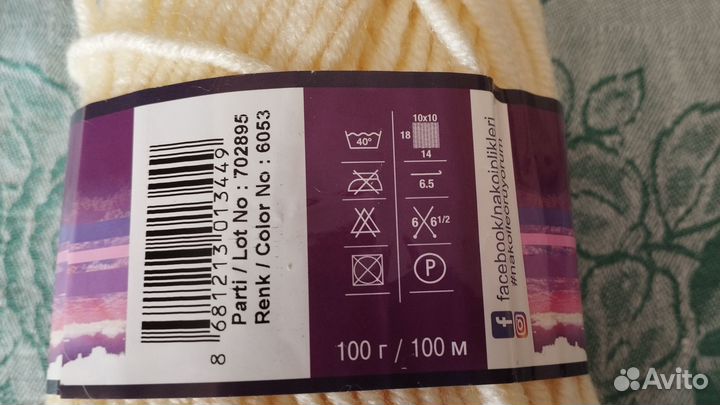 8 681213 013449
Parti / Lot No : 702895
Renk / Color No : 6053
40°
10x10
18
14
6.5
6 6 1/2
P
100 г / 100 м
facebook/nakoiplikleri
#nakoileoruyorum
Avito